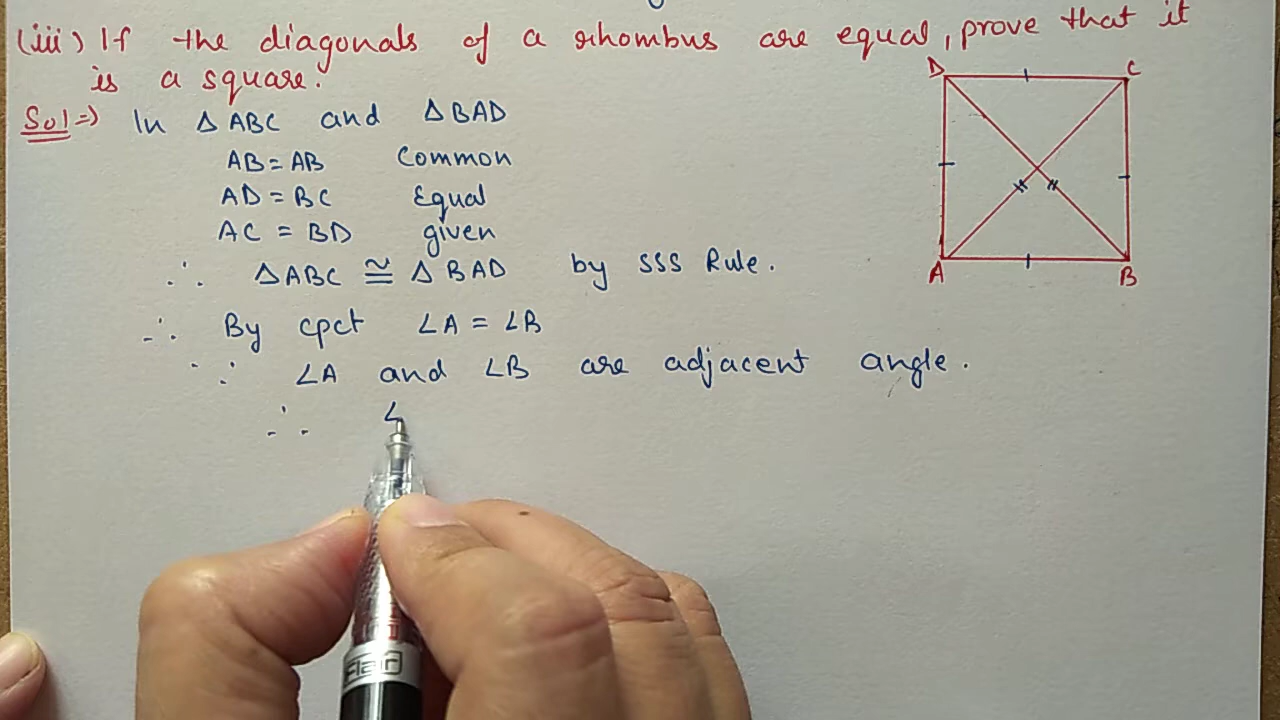 (iii) If the diagonals of a rhombus are equal, prove that it
is a square.
Sol ⇒ In △ABC and △BAD
AB = AB Common
AD = BC Equal
AC = BD given
∴ △ABC ≅ △BAD by SSS Rule.
∴ By cpct ∠A = ∠B
∵ ∠A and ∠B are adjacent angle.
∴ ∠
D C
A B
Flair